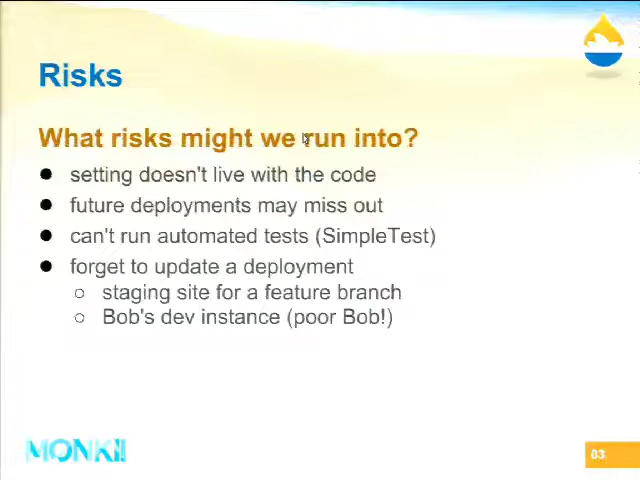 Risks
What risks might we run into?
● setting doesn't live with the code
● future deployments may miss out
● can't run automated tests (SimpleTest)
● forget to update a deployment
○ staging site for a feature branch
○ Bob's dev instance (poor Bob!)
MONKii
03